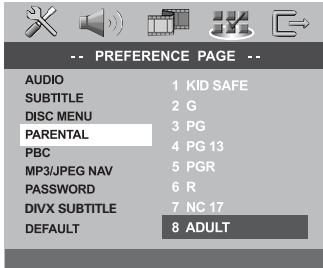 -- PREFERENCE PAGE --
AUDIO
SUBTITLE
DISC MENU
PARENTAL
PBC
MP3/JPEG NAV
PASSWORD
DIVX SUBTITLE
DEFAULT
1 KID SAFE
2 G
3 PG
4 PG 13
5 PGR
6 R
7 NC 17
8 ADULT